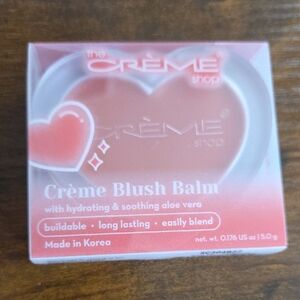 the
CRÈME®
shop
CRÈME
shop
Crème Blush Balm
with hydrating & soothing aloe vera
buildable · long lasting · easily blend
Made in Korea
net. wt. 0.176 US oz | 5.0 g